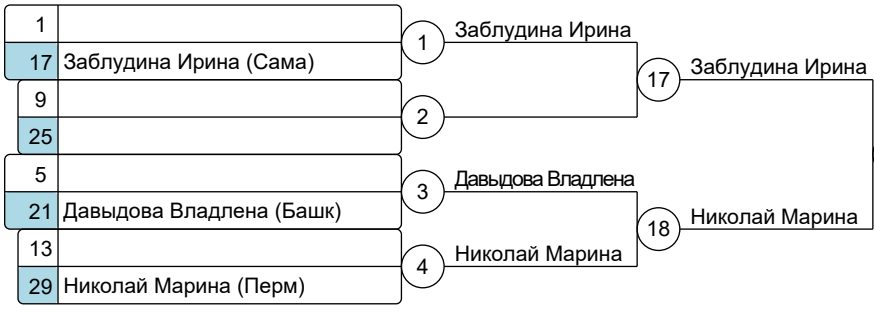 1
17 Заблудина Ирина (Сама)
9
25
5
21 Давыдова Владлена (Башк)
13
29 Николай Марина (Перм)
1 Заблудина Ирина
2
3 Давыдова Владлена
4 Николай Марина
17 Заблудина Ирина
18 Николай Марина